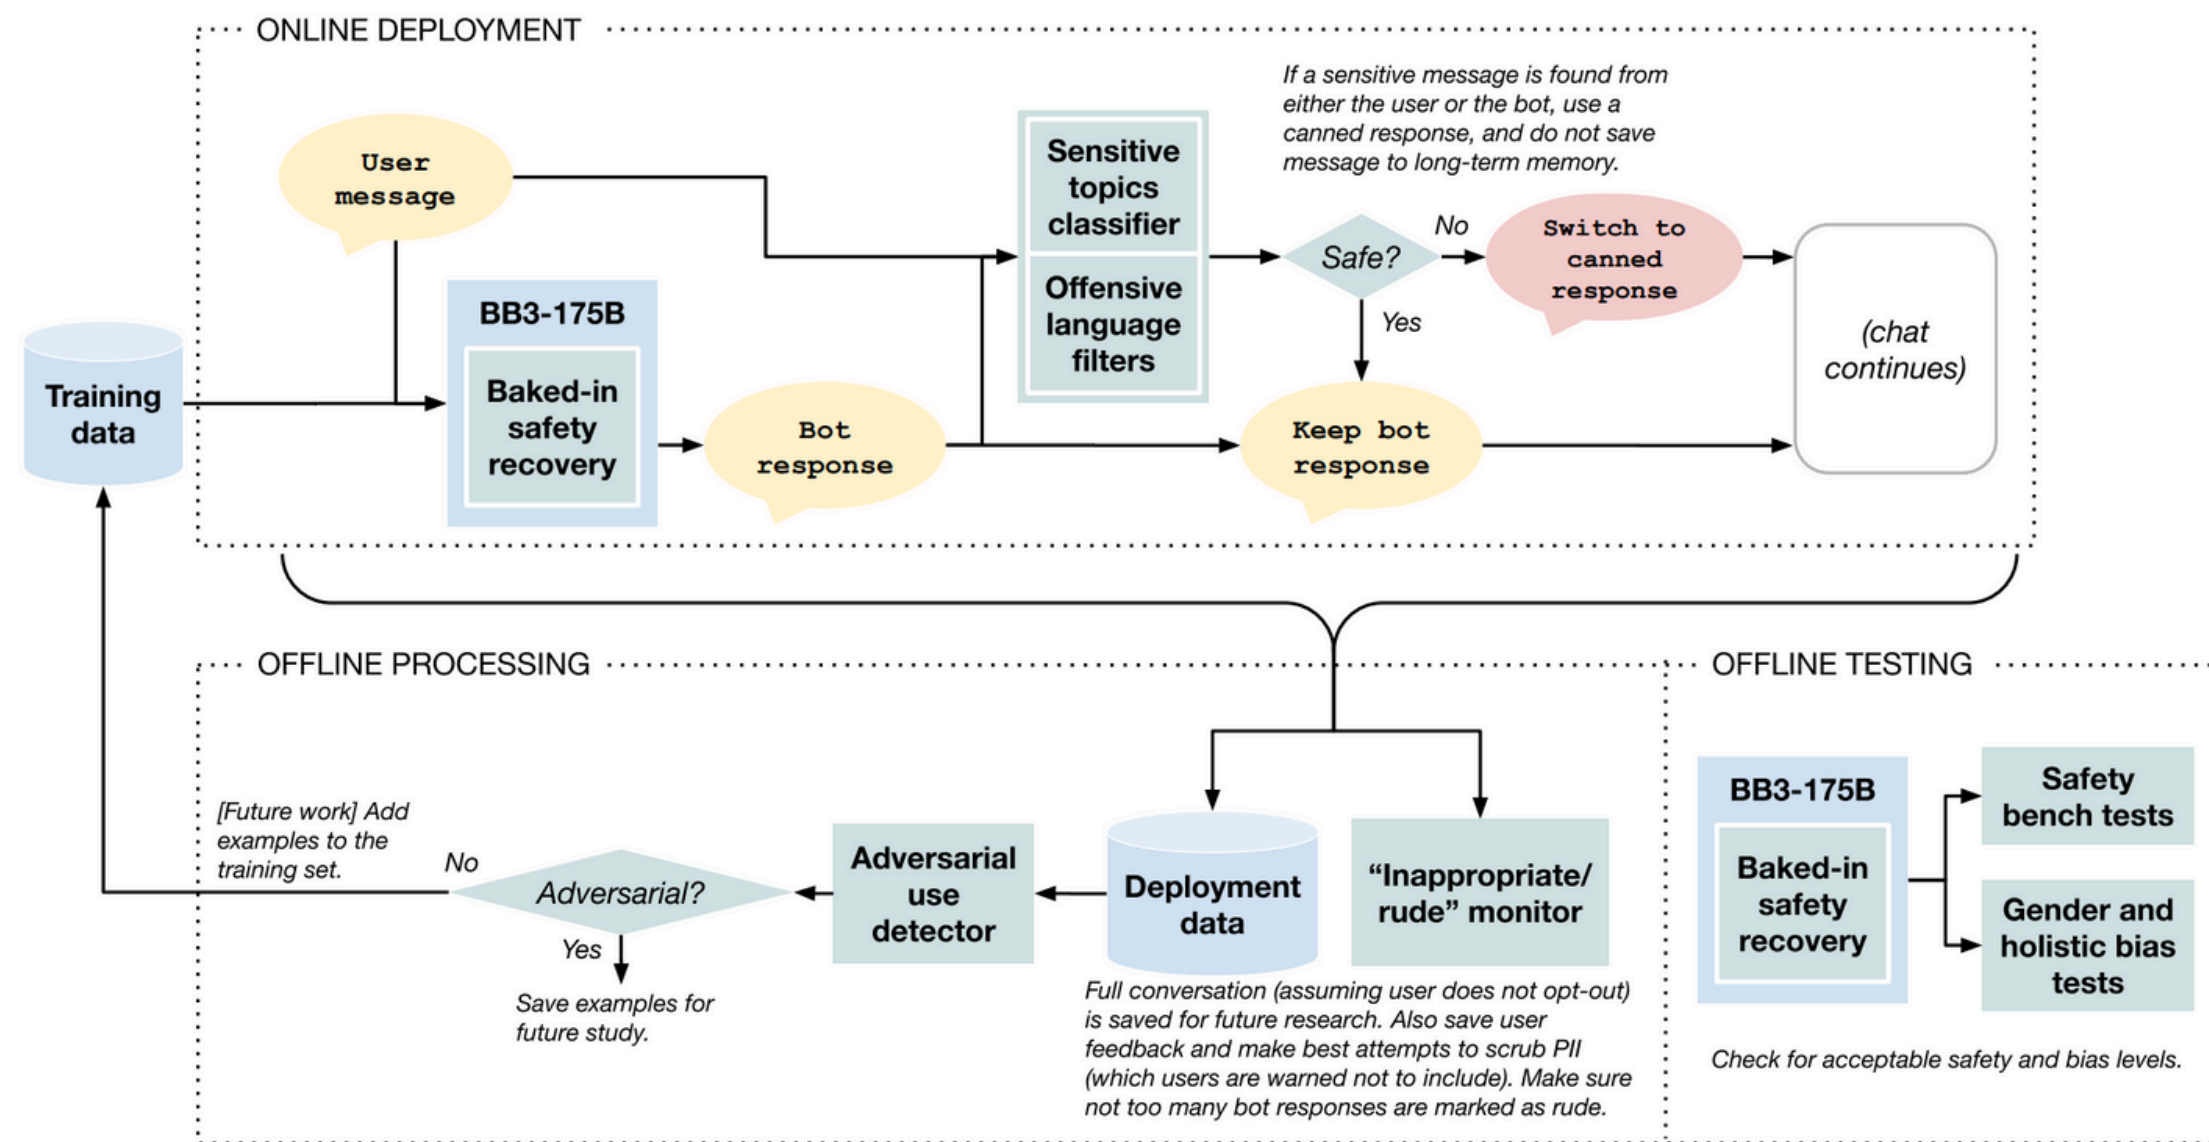 ONLINE DEPLOYMENT
If a sensitive message is found from
either the user or the bot, use a
canned response, and do not save
message to long-term memory.
User
message
Sensitive
topics
classifier
Offensive
language
filters
Safe?
No
Yes
Switch to
canned
response
(chat
continues)
Training
data
BB3-175B
Baked-in
safety
recovery
Bot
response
Keep bot
response
OFFLINE PROCESSING
[Future work] Add
examples to the
training set.
No
Adversarial?
Yes
Save examples for
future study.
Adversarial
use
detector
Deployment
data
“Inappropriate/
rude” monitor
Full conversation (assuming user does not opt-out)
is saved for future research. Also save user
feedback and make best attempts to scrub PII
(which users are warned not to include). Make sure
not too many bot responses are marked as rude.
OFFLINE TESTING
BB3-175B
Baked-in
safety
recovery
Safety
bench tests
Gender and
holistic bias
tests
Check for acceptable safety and bias levels.